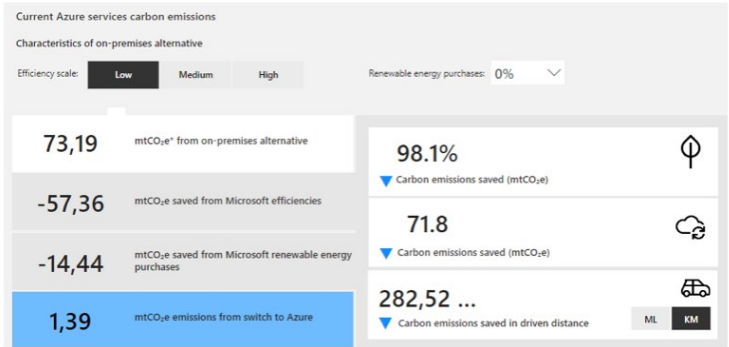 Current Azure services carbon emissions
Characteristics of on-premises alternative
Efficiency scale: Low Medium High
Renewable energy purchases: 0%
73,19 mtCO₂e* from on-premises alternative
-57,36 mtCO₂e saved from Microsoft efficiencies
-14,44 mtCO₂e saved from Microsoft renewable energy
purchases
1,39 mtCO₂e emissions from switch to Azure
98.1%
Carbon emissions saved (mtCO₂e)
71.8
Carbon emissions saved (mtCO₂e)
282,52 ...
Carbon emissions saved in driven distance
ML KM